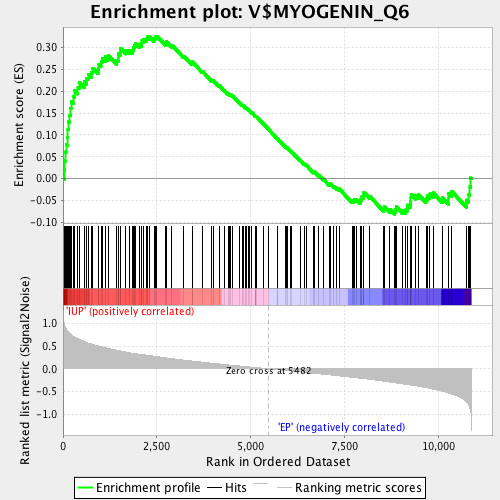 Enrichment plot: V$MYOGENIN_Q6
Enrichment score (ES)
0.30
0.25
0.20
0.15
0.10
0.05
0.00
-0.05
-0.10
Ranked list metric (Signal2Noise)
'IUP' (positively correlated)
1.0
0.5
0.0
-0.5
-1.0
Zero cross at 5482
'EP' (negatively correlated)
0
2,500
5,000
7,500
10,000
Rank in Ordered Dataset
Enrichment profile
Hits
Ranking metric scores